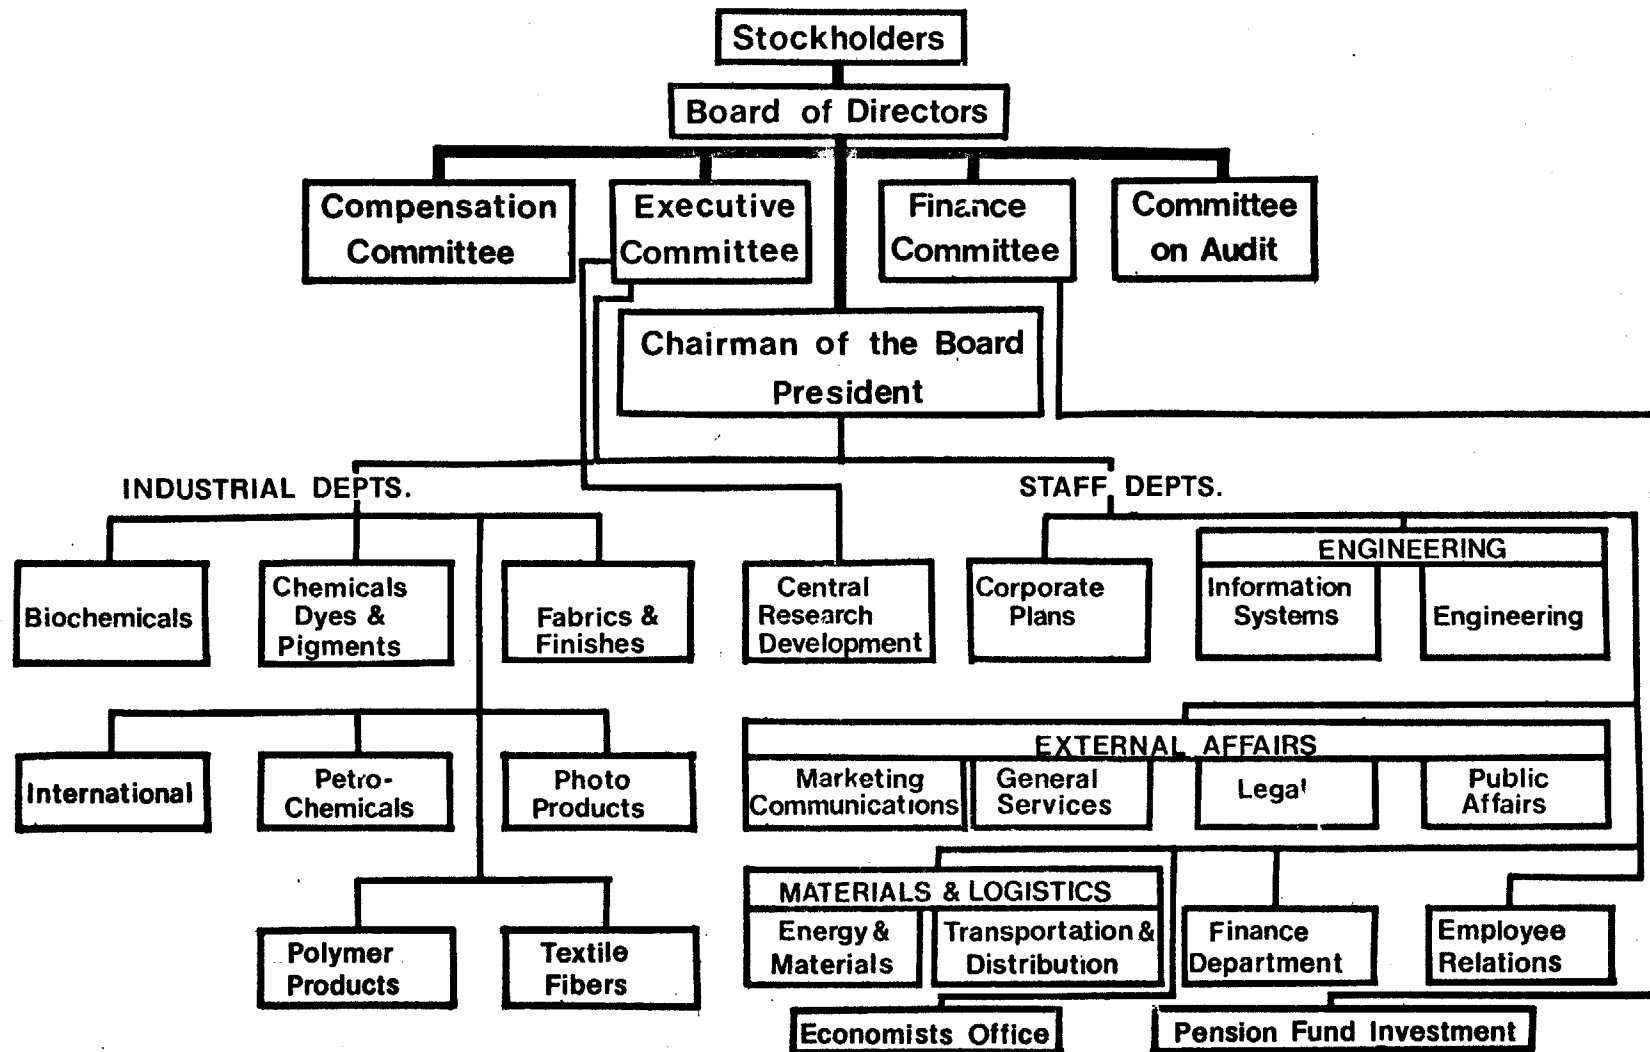 Stockholders
Board of Directors
Compensation
Committee
Executive
Committee
Finance
Committee
Committee
on Audit
Chairman of the Board
President
INDUSTRIAL DEPTS.
STAFF DEPTS.
Biochemicals
Chemicals
Dyes &
Pigments
Fabrics &
Finishes
Central
Research
Development
Corporate
Plans
ENGINEERING
Information
Systems
Engineering
International
Petro-
Chemicals
Photo
Products
EXTERNAL AFFAIRS
Marketing
Communications
General
Services
Legal
Public
Affairs
Polymer
Products
Textile
Fibers
MATERIALS & LOGISTICS
Energy &
Materials
Transportation &
Distribution
Finance
Department
Employee
Relations
Economists Office
Pension Fund Investment